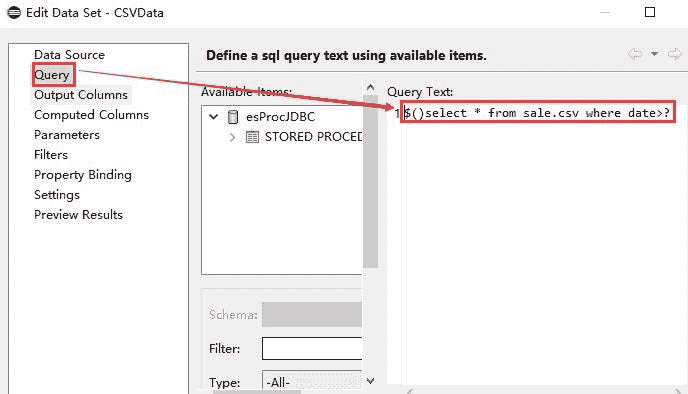 Edit Data Set - CSVData
Data Source
Query
Output Columns
Computed Columns
Parameters
Filters
Property Binding
Settings
Preview Results
Define a sql query text using available items.
Available Items:
esProcJDBC
STORED PROCED
Schema:
Filter:
Type:
-All-
Query Text:
1
$()select * from sale.csv where date>?